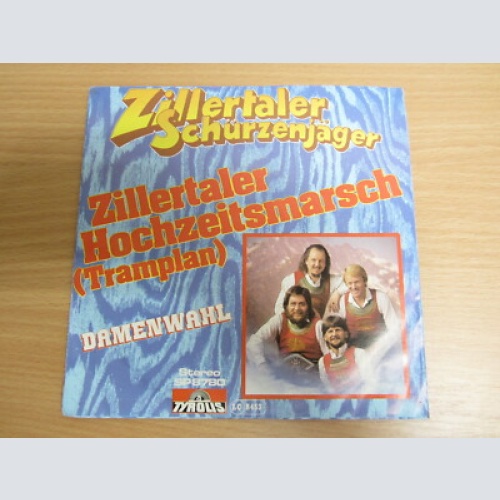 Zillertaler
Schürzenjäger
Zillertaler
Hochzeitsmarsch
(Tramplan)
DAMENWAHL
Stereo
SP 8780
TYROLIS